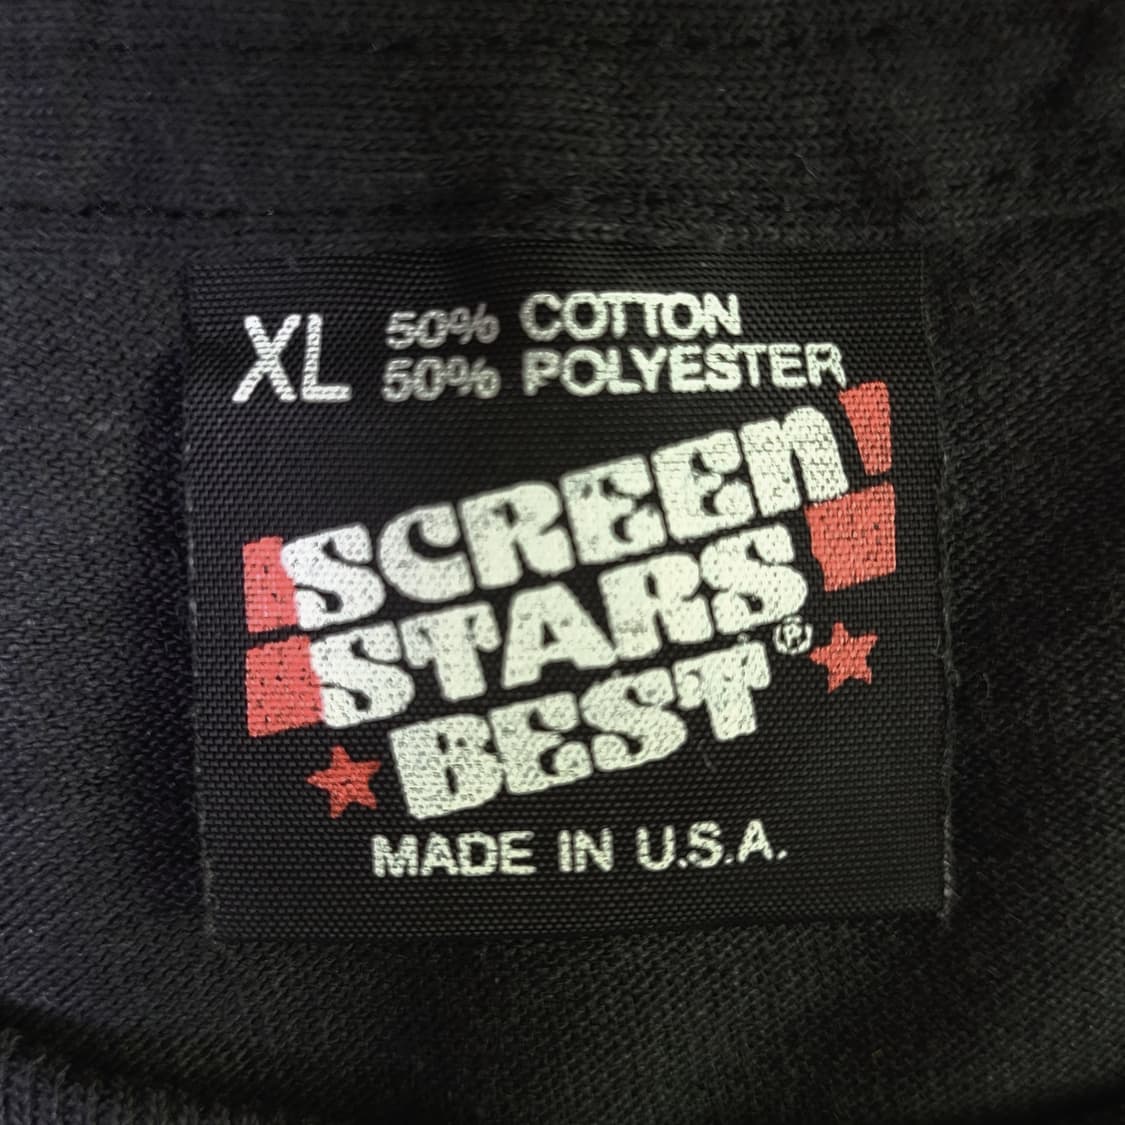 XL 50% COTTON
50% POLYESTER
SCREEN
STARS
BEST®
MADE IN U.S.A.